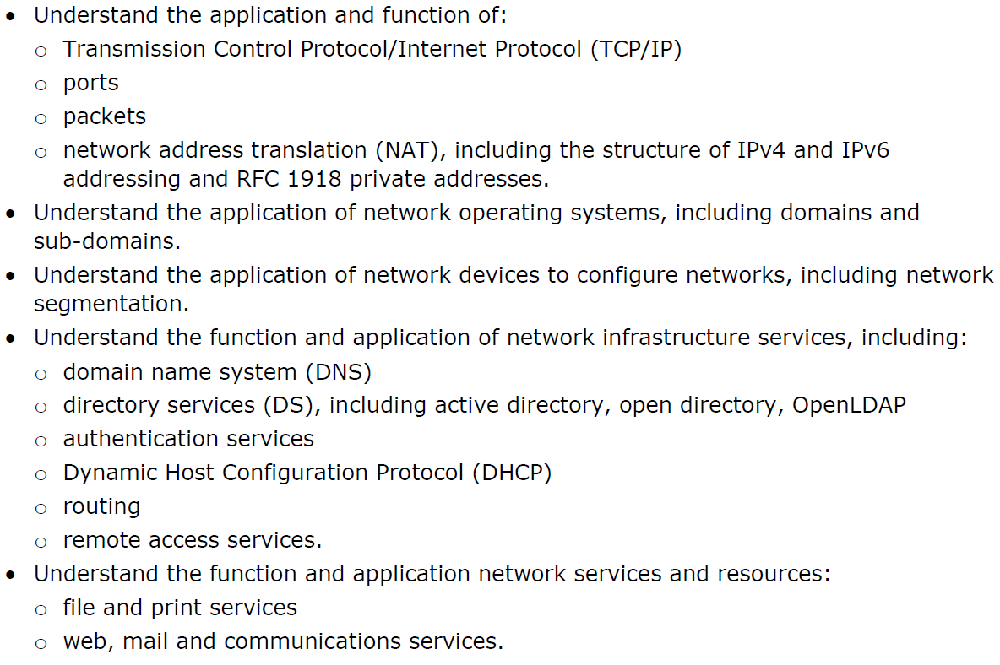 • Understand the application and function of:
o Transmission Control Protocol/Internet Protocol (TCP/IP)
o ports
o packets
o network address translation (NAT), including the structure of IPv4 and IPv6
addressing and RFC 1918 private addresses.
• Understand the application of network operating systems, including domains and
sub-domains.
• Understand the application of network devices to configure networks, including network
segmentation.
• Understand the function and application of network infrastructure services, including:
o domain name system (DNS)
o directory services (DS), including active directory, open directory, OpenLDAP
o authentication services
o Dynamic Host Configuration Protocol (DHCP)
o routing
o remote access services.
• Understand the function and application network services and resources:
o file and print services
o web, mail and communications services.